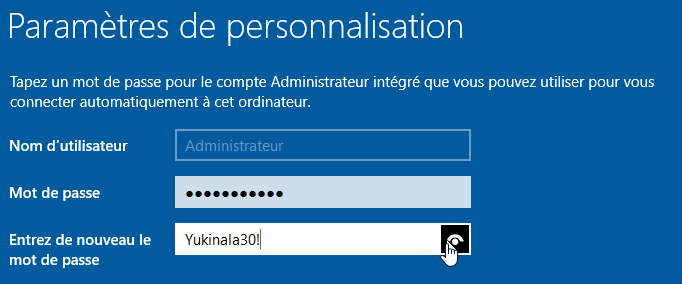 Paramètres de personnalisation
Tapez un mot de passe pour le compte Administrateur intégré que vous pouvez utiliser pour vous
connecter automatiquement à cet ordinateur.
Nom d'utilisateur
Administrateur
Mot de passe
●●●●●●●●●●●
Entrez de nouveau le
mot de passe
Yukinala30!